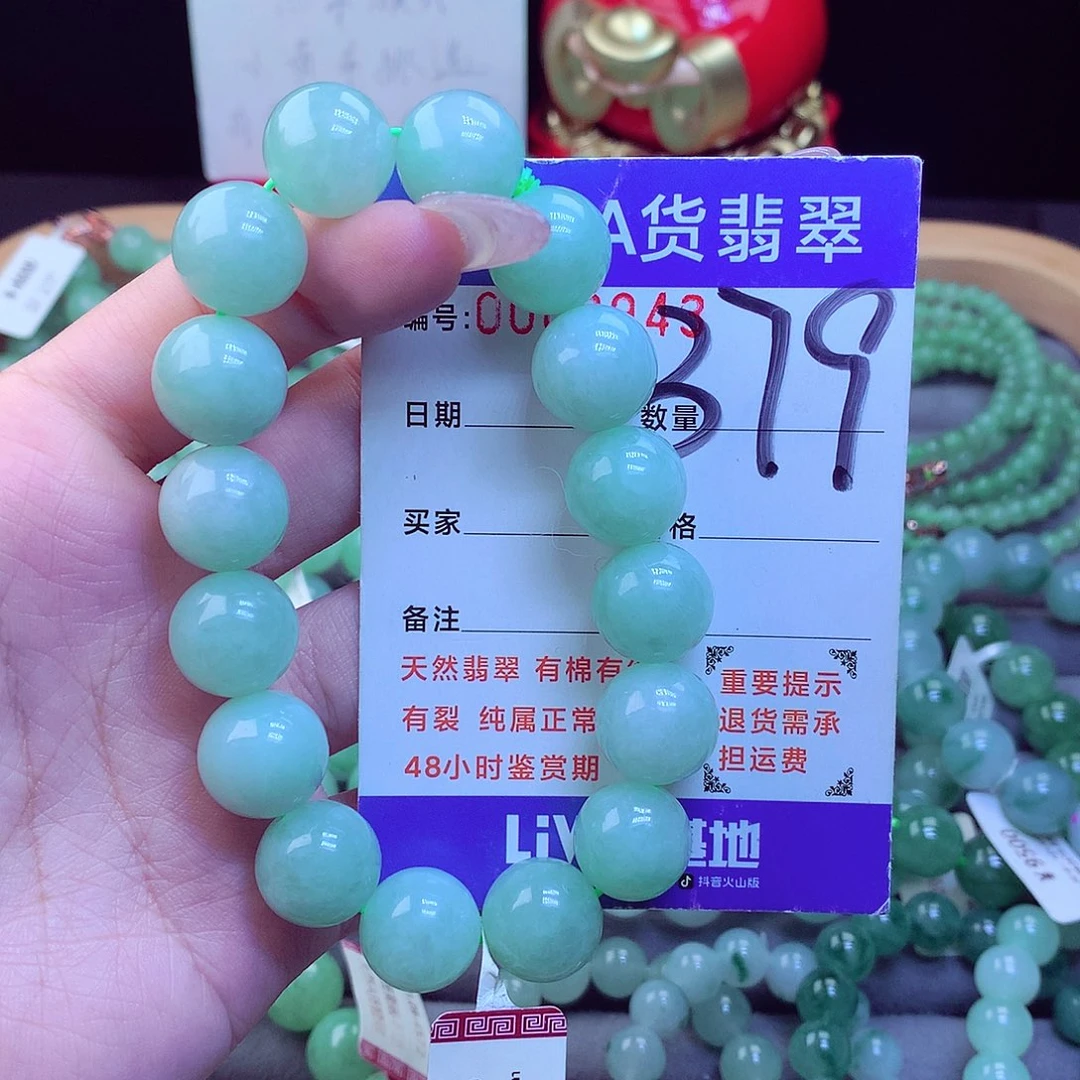 A货翡翠
编号:00 943
379
日期 数量
买家 格
备注
天然翡翠 有棉有
有裂 纯属正常
48小时鉴赏期
重要提示
退货需承
担运费
LiV 基地
抖音火山版